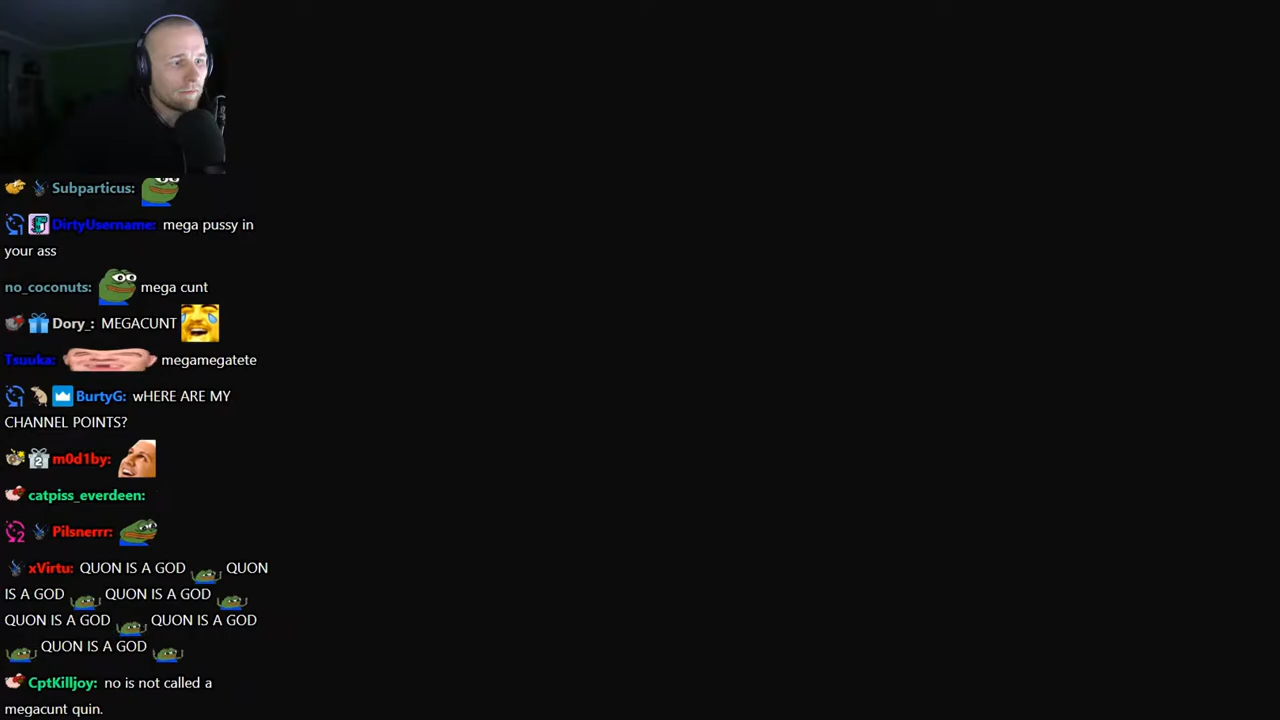 Subparticus:
DirtyUsername: mega pussy in
your ass
no_coconuts: mega cunt
Dory_: MEGACUNT
Tsuuka: megamegatete
BurtyG: wHERE ARE MY
CHANNEL POINTS?
2 m0d1by:
catpiss_everdeen:
2 Pilsnerrr:
xVirtu: QUON IS A GOD QUON
IS A GOD QUON IS A GOD
QUON IS A GOD QUON IS A GOD
QUON IS A GOD
CptKilljoy: no is not called a
megacunt quin.